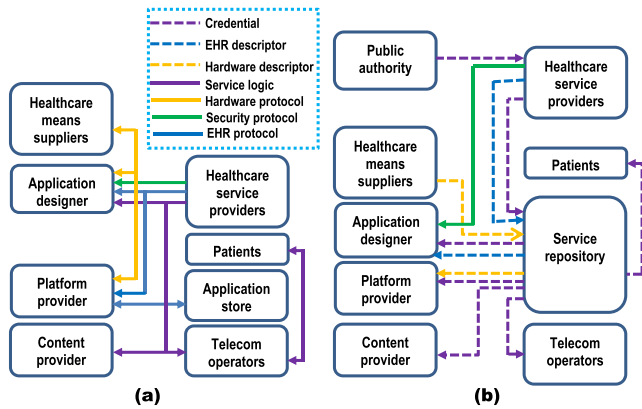 Credential
EHR descriptor
Hardware descriptor
Service logic
Hardware protocol
Security protocol
EHR protocol
Healthcare
means
suppliers
Application
designer
Healthcare
service
providers
Patients
Platform
provider
Application
store
Content
provider
Telecom
operators
(a)
Public
authority
Healthcare
service
providers
Healthcare
means
suppliers
Patients
Application
designer
Service
repository
Platform
provider
Content
provider
Telecom
operators
(b)